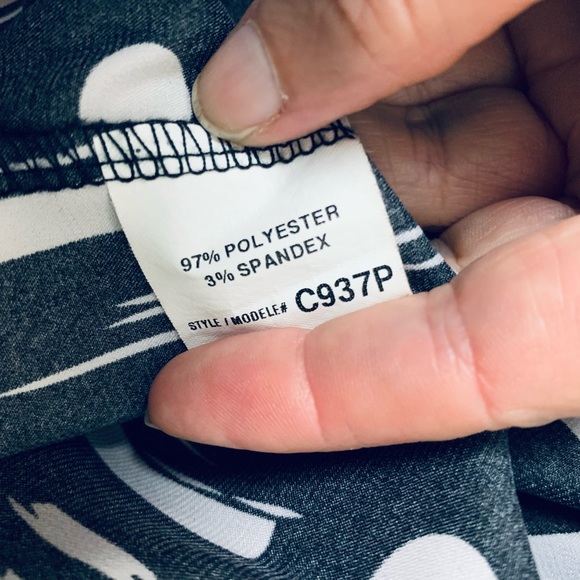 97% POLYESTER
3% SPANDEX
STYLE / MODELE# C937P